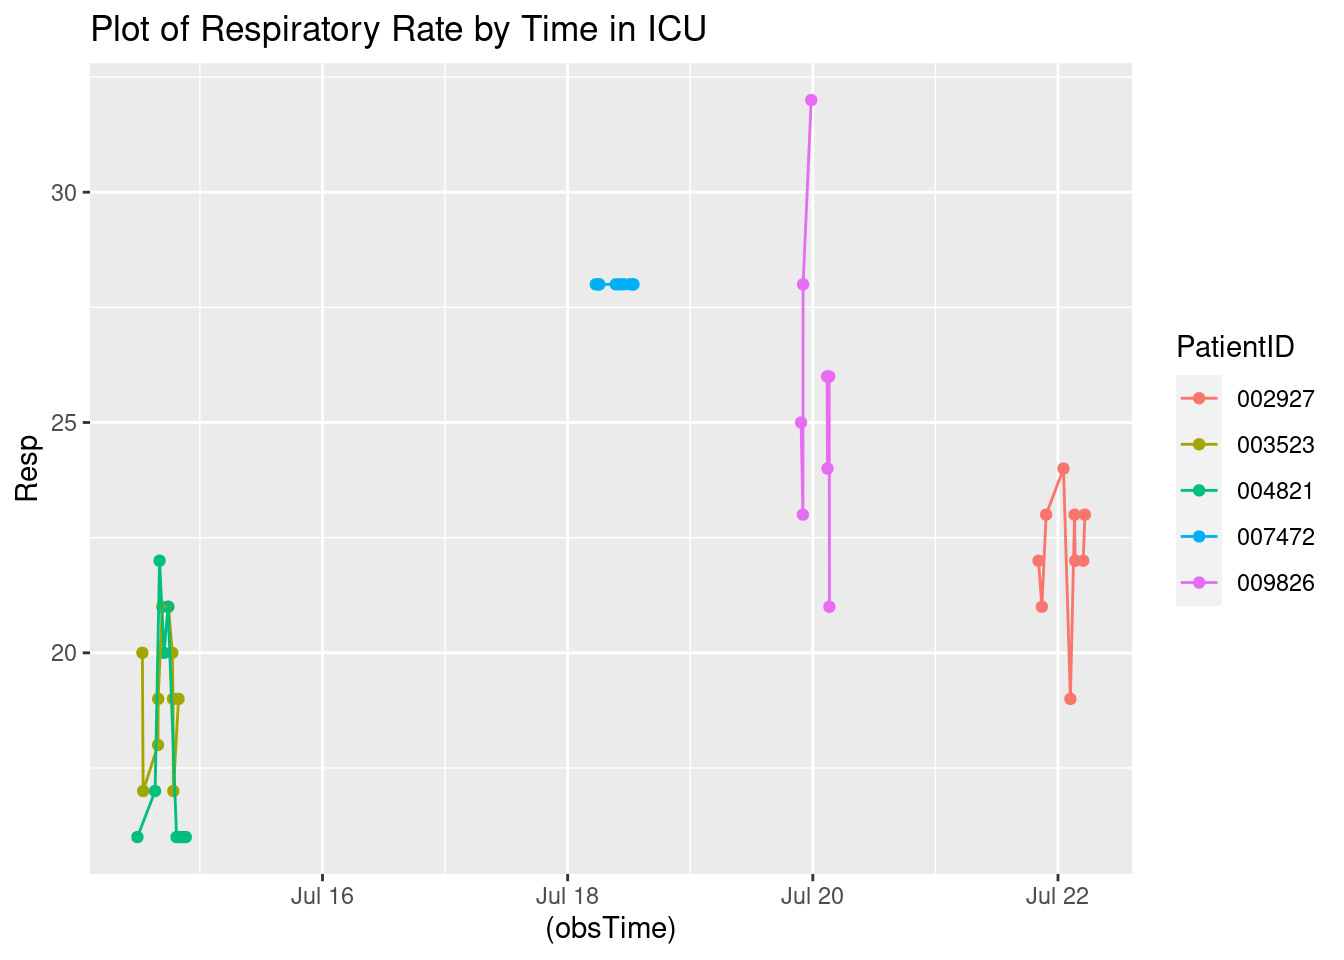 Plot of Respiratory Rate by Time in ICU
30
25
20
Resp
Jul 16
Jul 18
Jul 20
Jul 22
(obsTime)
PatientID
002927
003523
004821
007472
009826